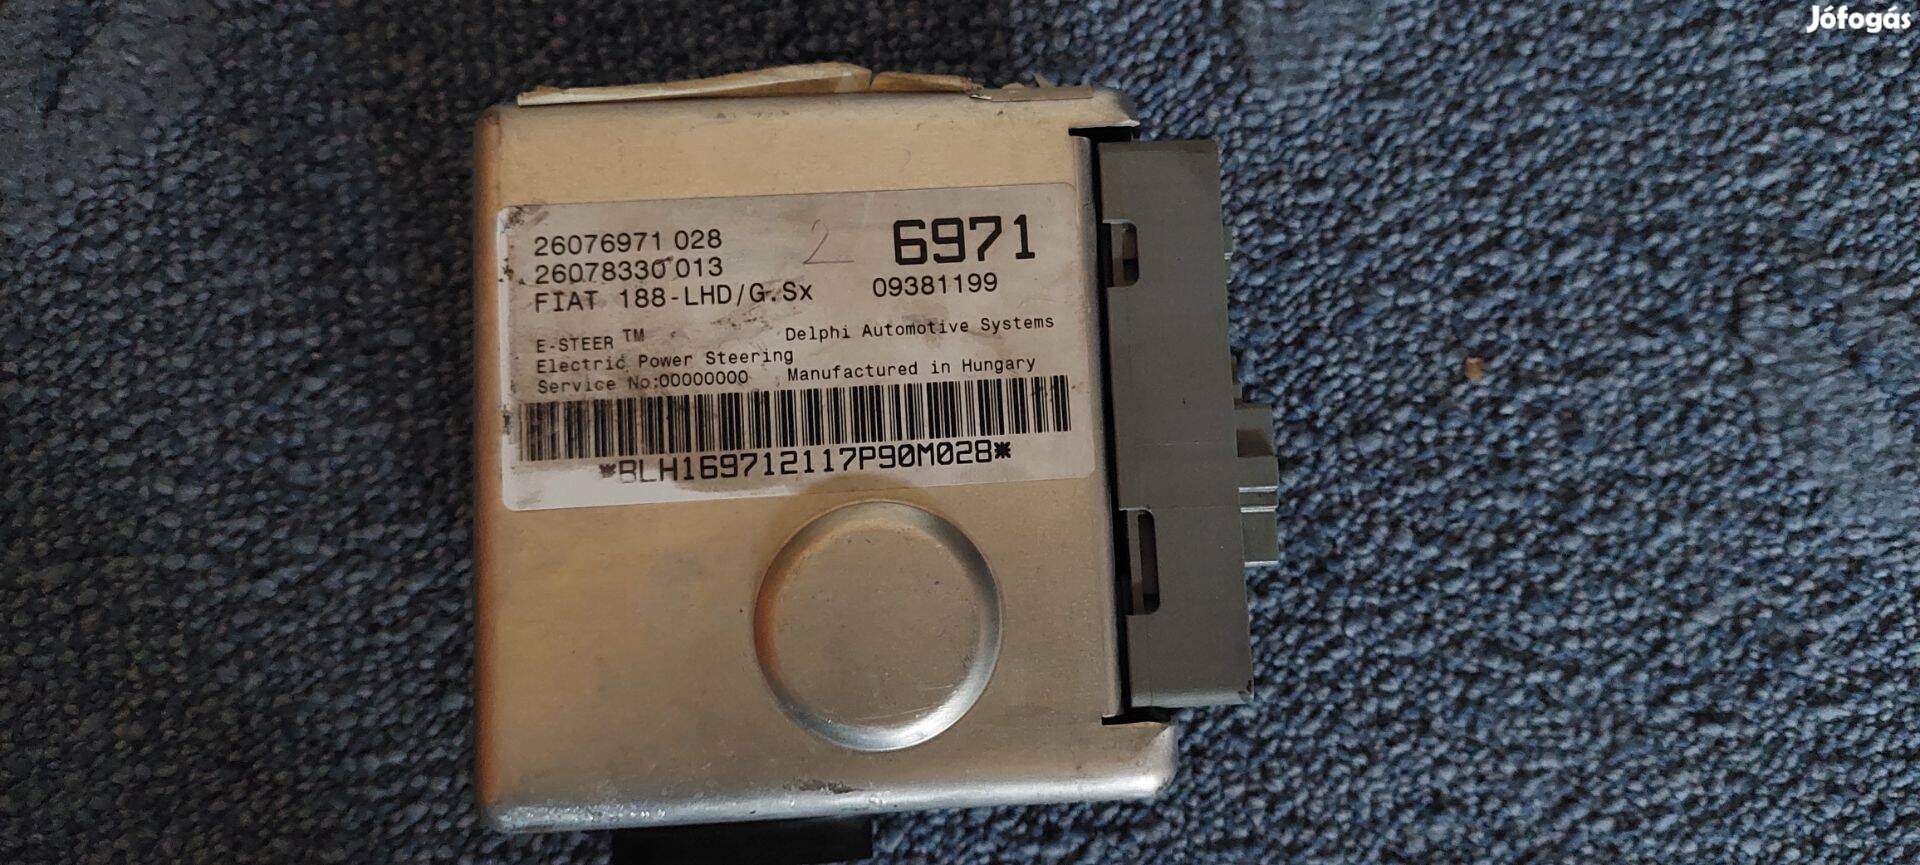 Jófogás
26076971 028 2 6971
26078330 013
FIAT 188-LHD/G.Sx 09381199
E-STEER TM Delphi Automotive Systems
Electric Power Steering
Service No:00000000 Manufactured in Hungary
*BLH169712117P90M028*